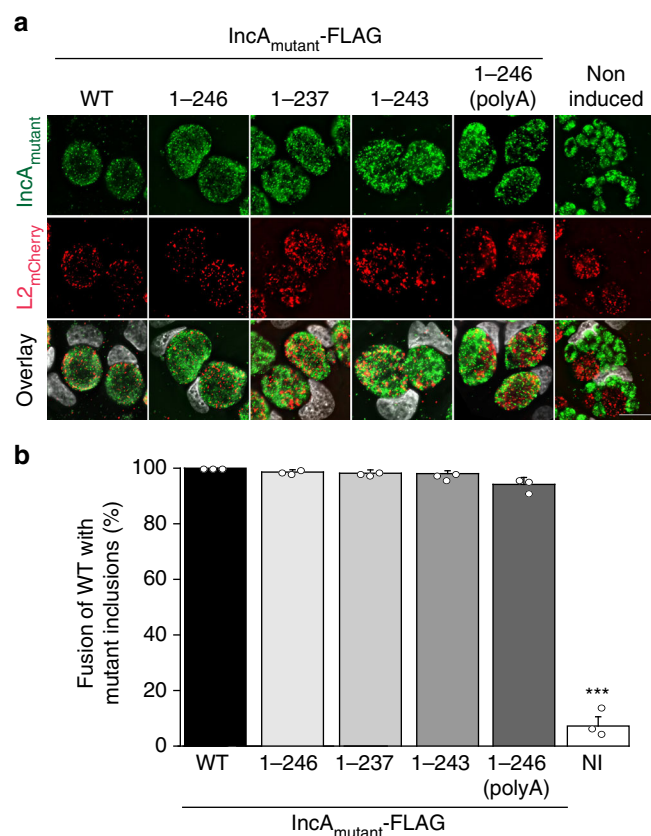 a
IncAmutant-FLAG
WT 1–246 1–237 1–243 1–246 (polyA) Non induced
IncAmutant
L2mCherry
Overlay
b
Fusion of WT with mutant inclusions (%)
100
80
60
40
20
0
***
WT 1–246 1–237 1–243 1–246 (polyA) NI
IncAmutant-FLAG